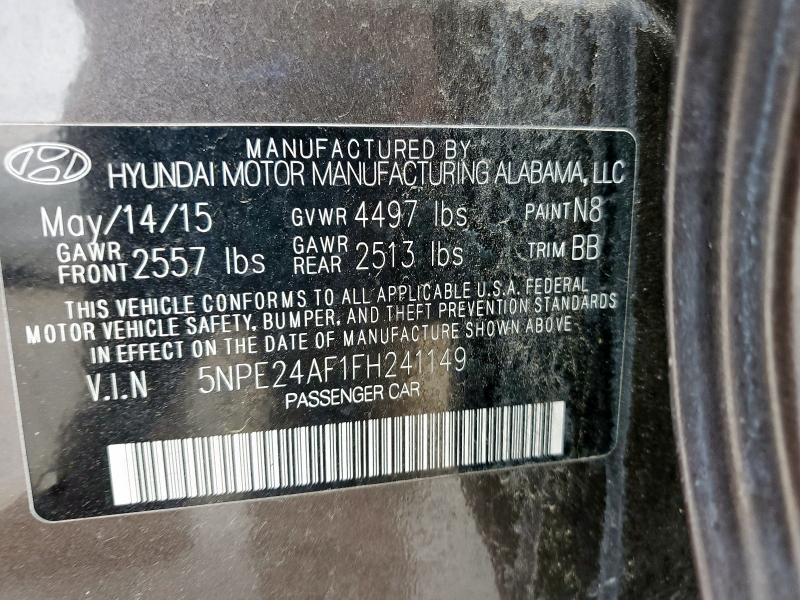 MANUFACTURED BY
HYUNDAI MOTOR MANUFACTURING ALABAMA, LLC
May/14/15 GVWR 4497 lbs PAINT N8
GAWR FRONT 2557 lbs GAWR REAR 2513 lbs TRIM BB
THIS VEHICLE CONFORMS TO ALL APPLICABLE U.S.A. FEDERAL
MOTOR VEHICLE SAFETY, BUMPER, AND THEFT PREVENTION STANDARDS
IN EFFECT ON THE DATE OF MANUFACTURE SHOWN ABOVE
V.I.N 5NPE24AF1FH241149
PASSENGER CAR